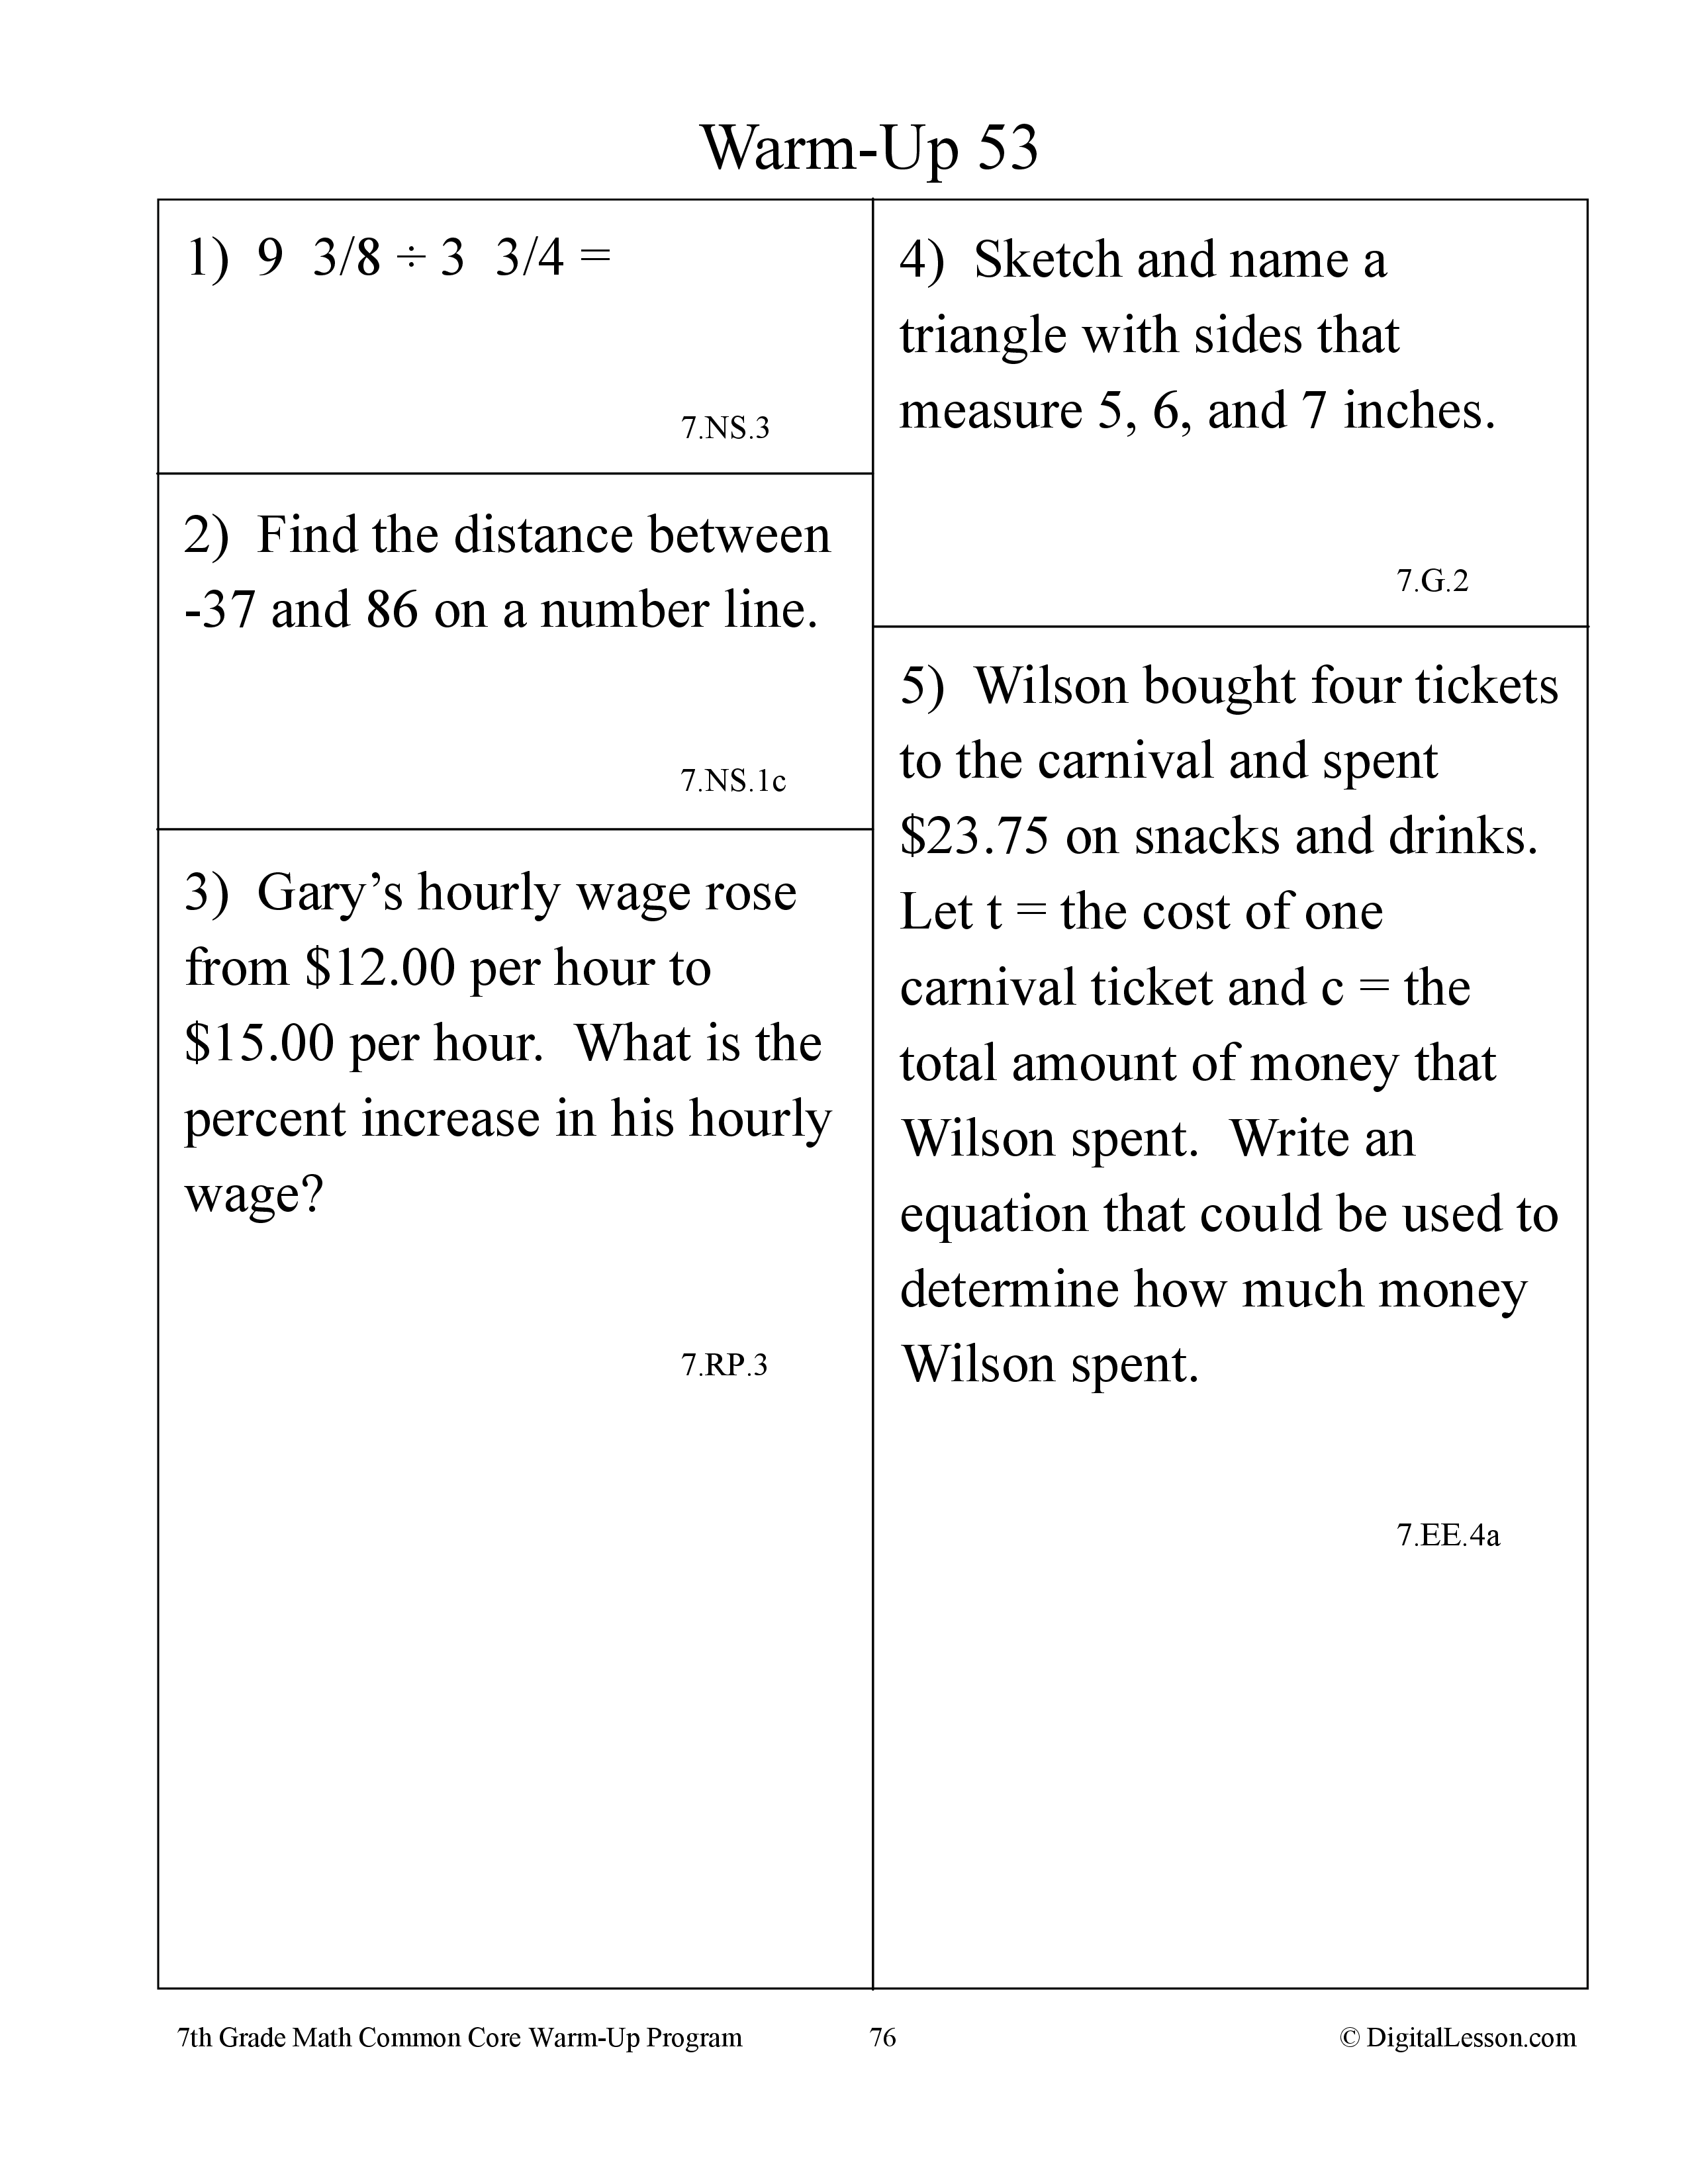 Warm-Up 53
1)  9  3/8 ÷ 3  3/4 =
7.NS.3
2)  Find the distance between
-37 and 86 on a number line.
7.NS.1c
3)  Gary’s hourly wage rose
from $12.00 per hour to
$15.00 per hour.  What is the
percent increase in his hourly
wage?
7.RP.3
4)  Sketch and name a
triangle with sides that
measure 5, 6, and 7 inches.
7.G.2
5)  Wilson bought four tickets
to the carnival and spent
$23.75 on snacks and drinks.
Let t = the cost of one
carnival ticket and c = the
total amount of money that
Wilson spent.  Write an
equation that could be used to
determine how much money
Wilson spent.
7.EE.4a
7th Grade Math Common Core Warm-Up Program 76 © DigitalLesson.com